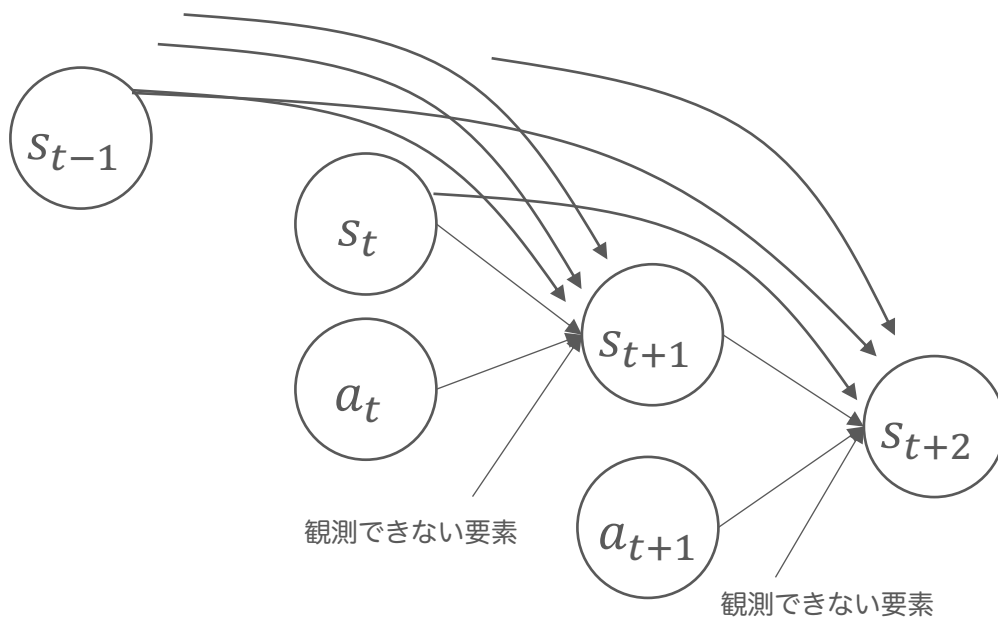 s_{t-1}
s_t
a_t
s_{t+1}
観測できない要素
a_{t+1}
s_{t+2}
観測できない要素